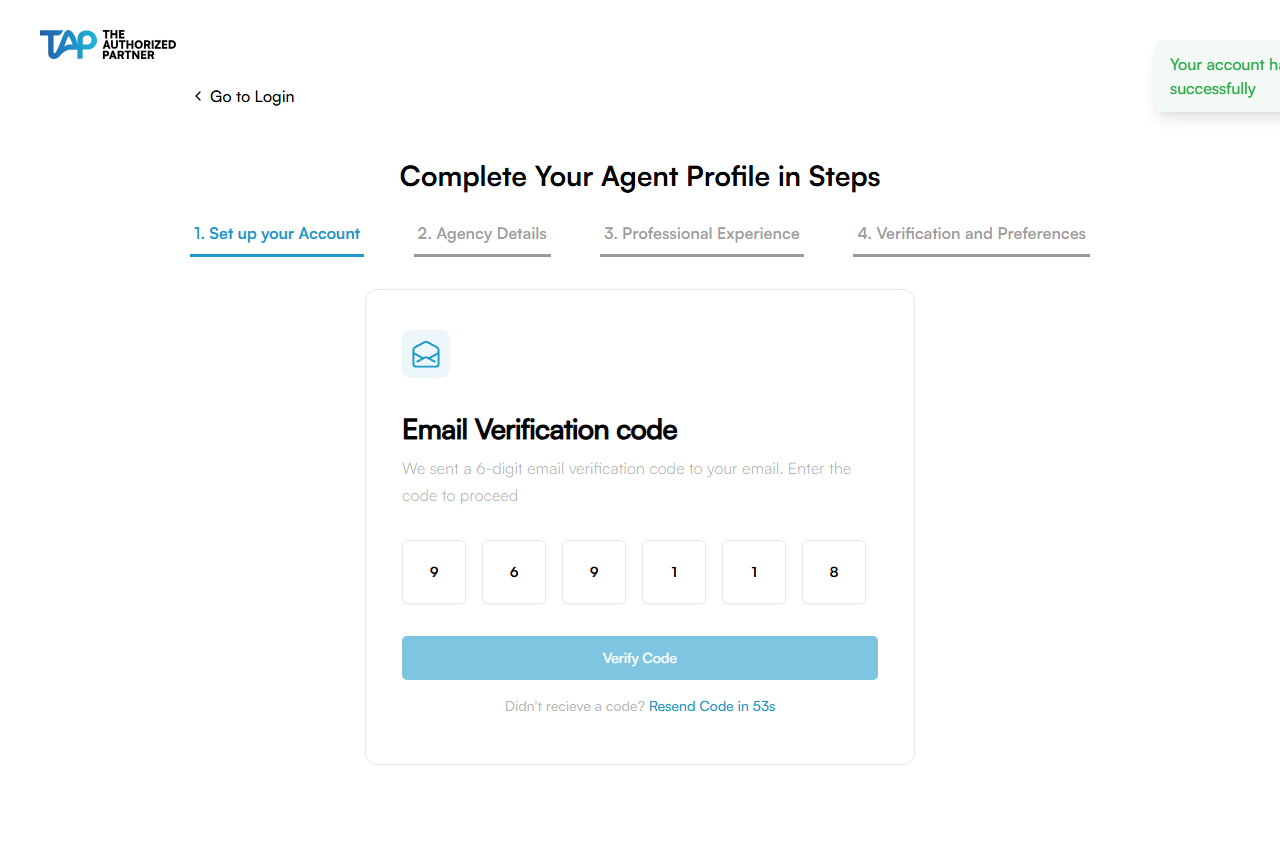 TAP THE AUTHORIZED PARTNER
Your account ha
successfully
Go to Login
Complete Your Agent Profile in Steps
1. Set up your Account
2. Agency Details
3. Professional Experience
4. Verification and Preferences
Email Verification code
We sent a 6-digit email verification code to your email. Enter the
code to proceed
9 6 9 1 1 8
Verify Code
Didn't recieve a code? Resend Code in 53s